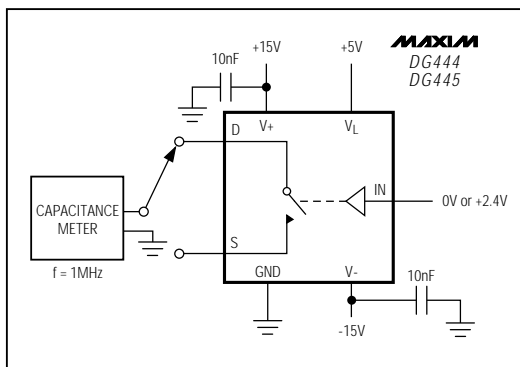 +15V
+5V
MAXIM
10nF
DG444
DG445
D
V+
VL
CAPACITANCE
METER
IN
0V or +2.4V
S
f = 1MHz
GND
V-
10nF
-15V